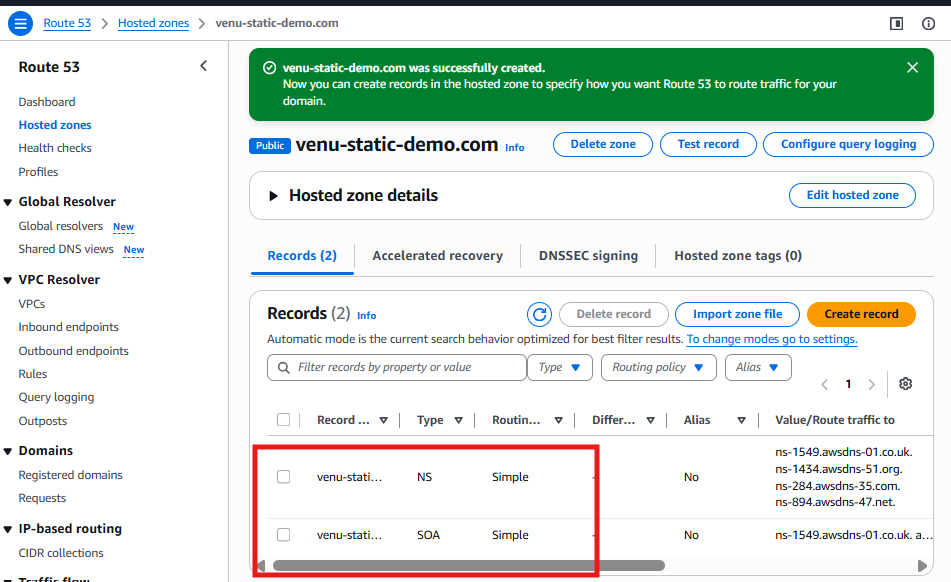 Route 53 > Hosted zones > venu-static-demo.com
Route 53
Dashboard
Hosted zones
Health checks
Profiles
Global Resolver
Global resolvers New
Shared DNS views New
VPC Resolver
VPCs
Inbound endpoints
Outbound endpoints
Rules
Query logging
Outposts
Domains
Registered domains
Requests
IP-based routing
CIDR collections
Traffic flow
venu-static-demo.com was successfully created.
Now you can create records in the hosted zone to specify how you want Route 53 to route traffic for your
domain.
Public venu-static-demo.com Info Delete zone Test record Configure query logging
Hosted zone details Edit hosted zone
Records (2) Accelerated recovery DNSSEC signing Hosted zone tags (0)
Records (2) Info Delete record Import zone file Create record
Automatic mode is the current search behavior optimized for best filter results. To change modes go to settings.
Filter records by property or value Type Routing policy Alias
1
Record ... Type Routin... Differ... Alias Value/Route traffic to
venu-stati... NS Simple - No
ns-1549.awsdns-01.co.uk.
ns-1434.awsdns-51.org.
ns-284.awsdns-35.com.
ns-894.awsdns-47.net.
venu-stati... SOA Simple - No ns-1549.awsdns-01.co.uk. a...